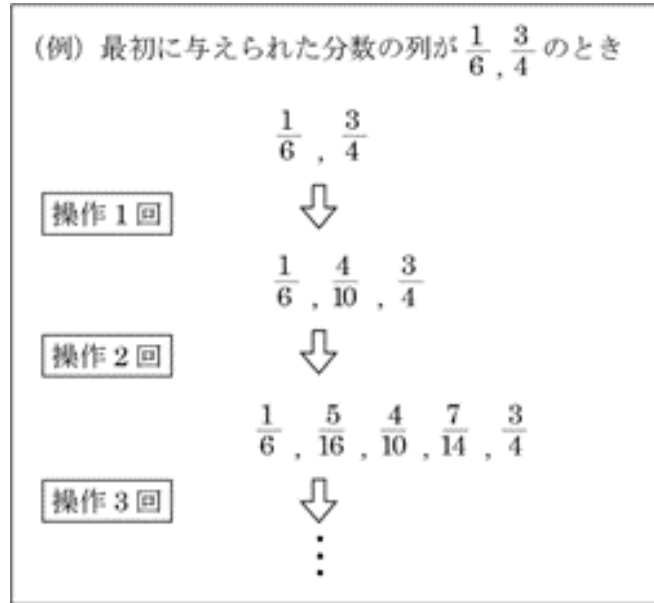 (例) 最初に与えられた分数の列が 1/6 , 3/4 のとき
1/6 , 3/4
操作 1 回
1/6 , 4/10 , 3/4
操作 2 回
1/6 , 5/16 , 4/10 , 7/14 , 3/4
操作 3 回
⋮